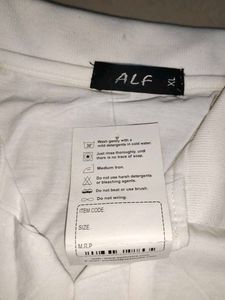 ALF
XL
Wash gently with a
mild detergents in cold water.
Just rinse thoroughly, until
there is no trace of soap.
Medium Iron.
Do not use harsh detergents
or bleaching agents.
Do not beat or use brush.
Do not wring.
ITEM CODE.
SIZE.
M.R.P